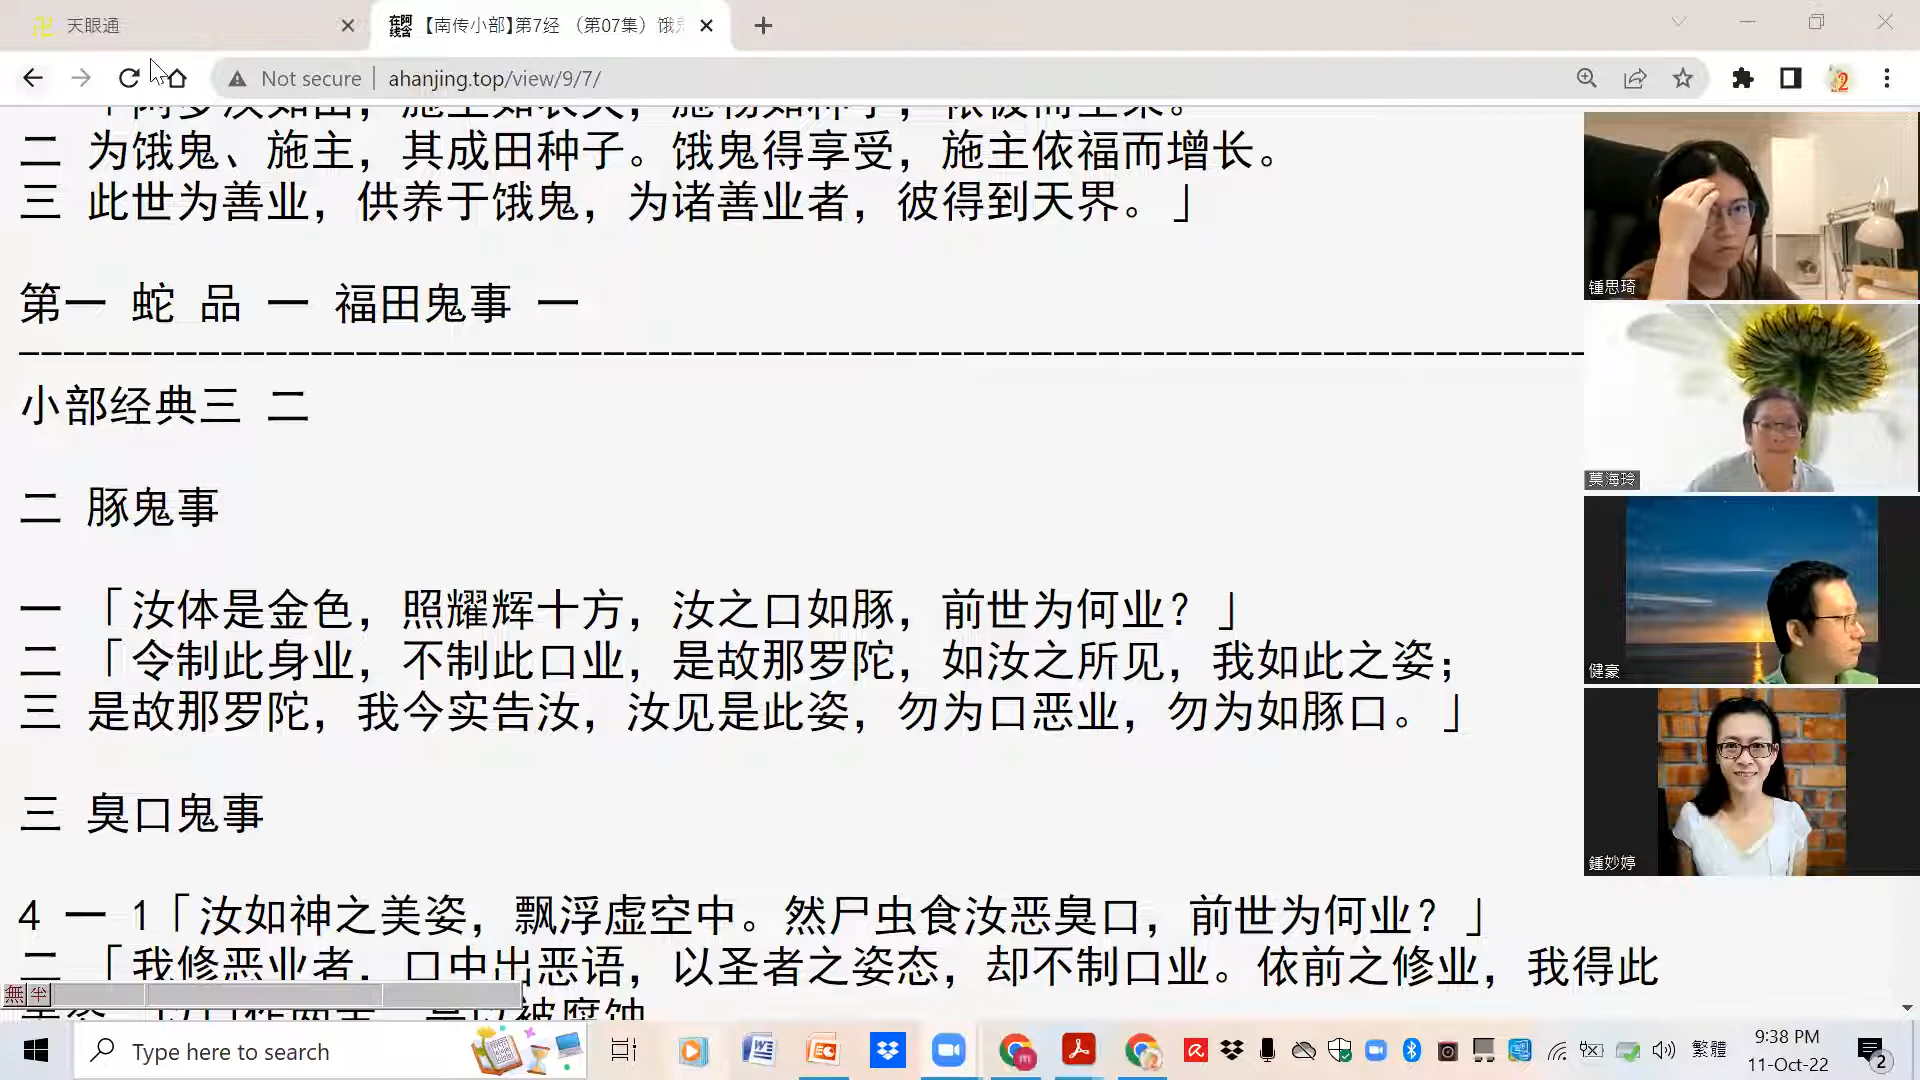 天眼通
【南传小部】第7经 （第07集） 饿
Not secure
ahanjing.top/view/9/7/
二 为饿鬼、施主，其成田种子。饿鬼得享受，施主依福而增长。
三 此世为善业，供养于饿鬼，为诸善业者，彼得到天界。」
第一 蛇 品 一 福田鬼事 一
小部经典三 二
二 豚鬼事
一 「汝体是金色，照耀辉十方，汝之口如豚，前世为何业？」
二 「令制此身业，不制此口业，是故那罗陀，如汝之所见，我如此之姿；
三 是故那罗陀，我今实告汝，汝见是此姿，勿为口恶业，勿为如豚口。」
三 臭口鬼事
4 一 1「汝如神之美姿，飘浮虚空中。然尸虫食汝恶臭口，前世为何业？」
二 「我修恶业者，口中出恶语，以圣者之姿态，却不制口业。依前之修业，我得此
锺思琦
莫海玲
健豪
鍾妙婷
無 半
Type here to search
繁體
9:38 PM
11-Oct-22
2